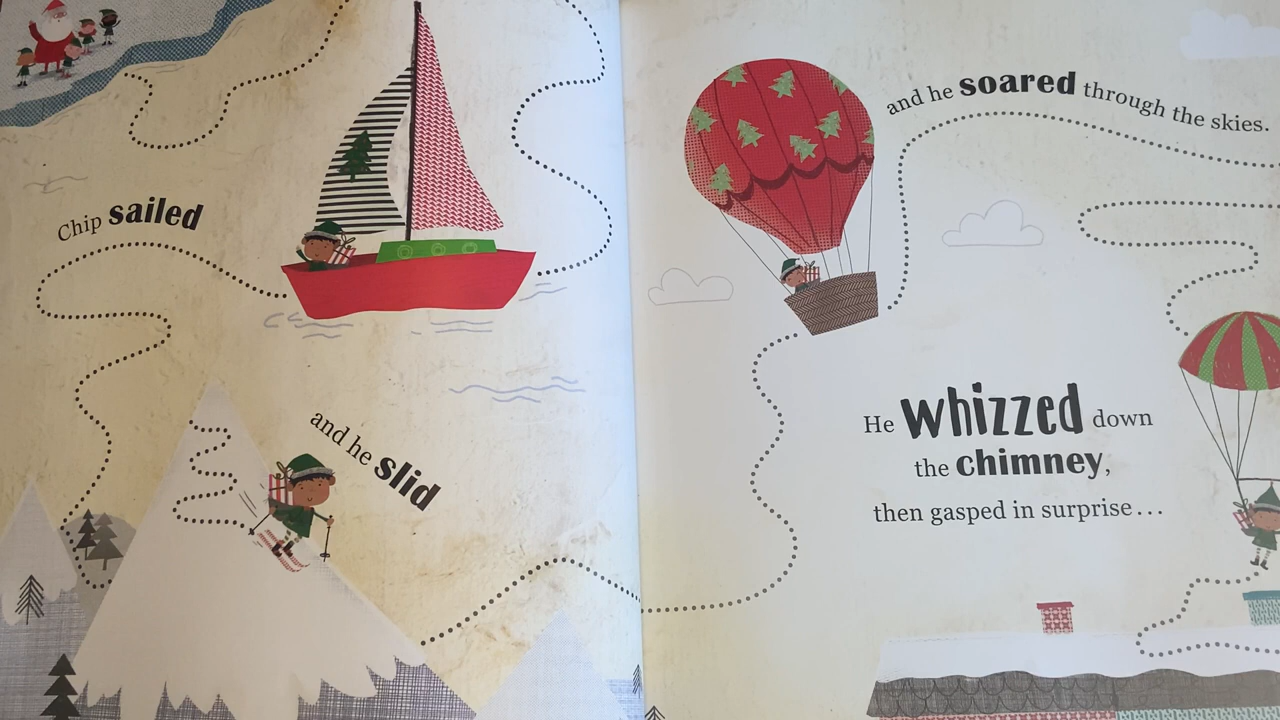 Chip sailed
and he slid
and he soared through the skies.
He whizzed down
the chimney,
then gasped in surprise...